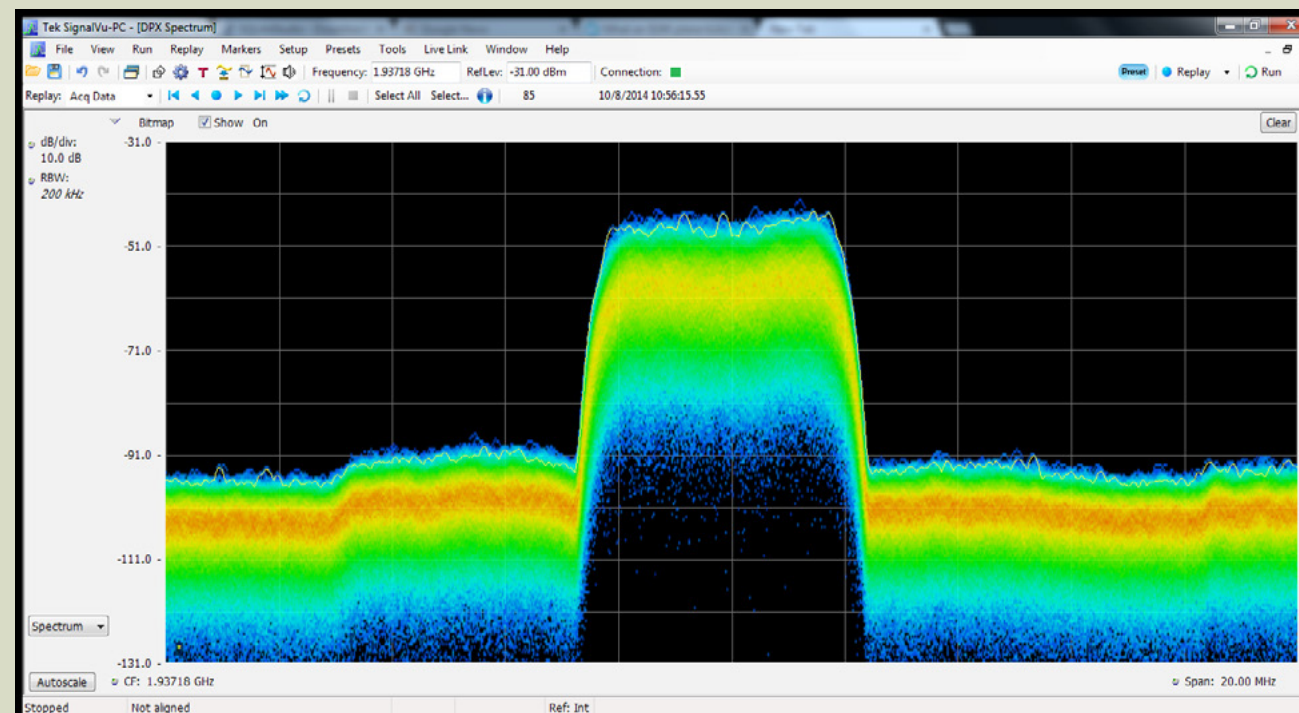 Tek SignalVu-PC - [DPX Spectrum]
File View Run Replay Markers Setup Presets Tools Live Link Window Help
Frequency: 1.93718 GHz RefLev: -31.00 dBm Connection: Preset Replay Run
Replay: Acq Data Select All Select... 85 10/8/2014 10:56:15.55
Bitmap Show On Clear
dB/div:
10.0 dB
RBW:
200 kHz
-31.0
-51.0
-71.0
-91.0
-111.0
-131.0
Spectrum
Autoscale CF: 1.93718 GHz Span: 20.00 MHz
Stopped Not aligned Ref: Int